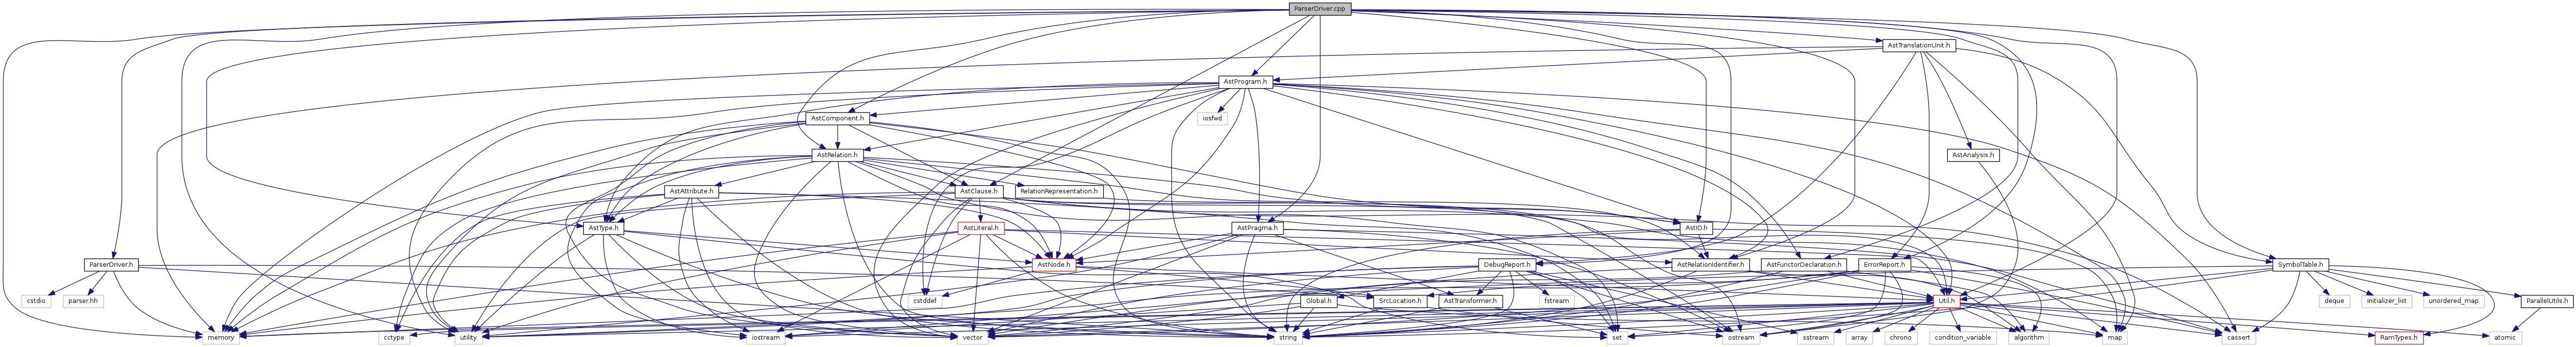 ParserDriver.cpp
AstTranslationUnit.h
AstProgram.h
AstComponent.h
iosfwd
AstRelation.h
AstAnalysis.h
AstAttribute.h
AstClause.h
RelationRepresentation.h
AstType.h
AstLiteral.h
AstPragma.h
AstIO.h
ParserDriver.h
AstNode.h
DebugReport.h
AstRelationIdentifier.h
AstFunctorDeclaration.h
ErrorReport.h
SymbolTable.h
cstdio
parser.hh
cstddef
Global.h
SrcLocation.h
AstTransformer.h
fstream
Util.h
deque
initializer_list
unordered_map
ParallelUtils.h
memory
cctype
utility
iostream
vector
string
set
ostream
sstream
array
chrono
condition_variable
algorithm
map
cassert
RamTypes.h
atomic